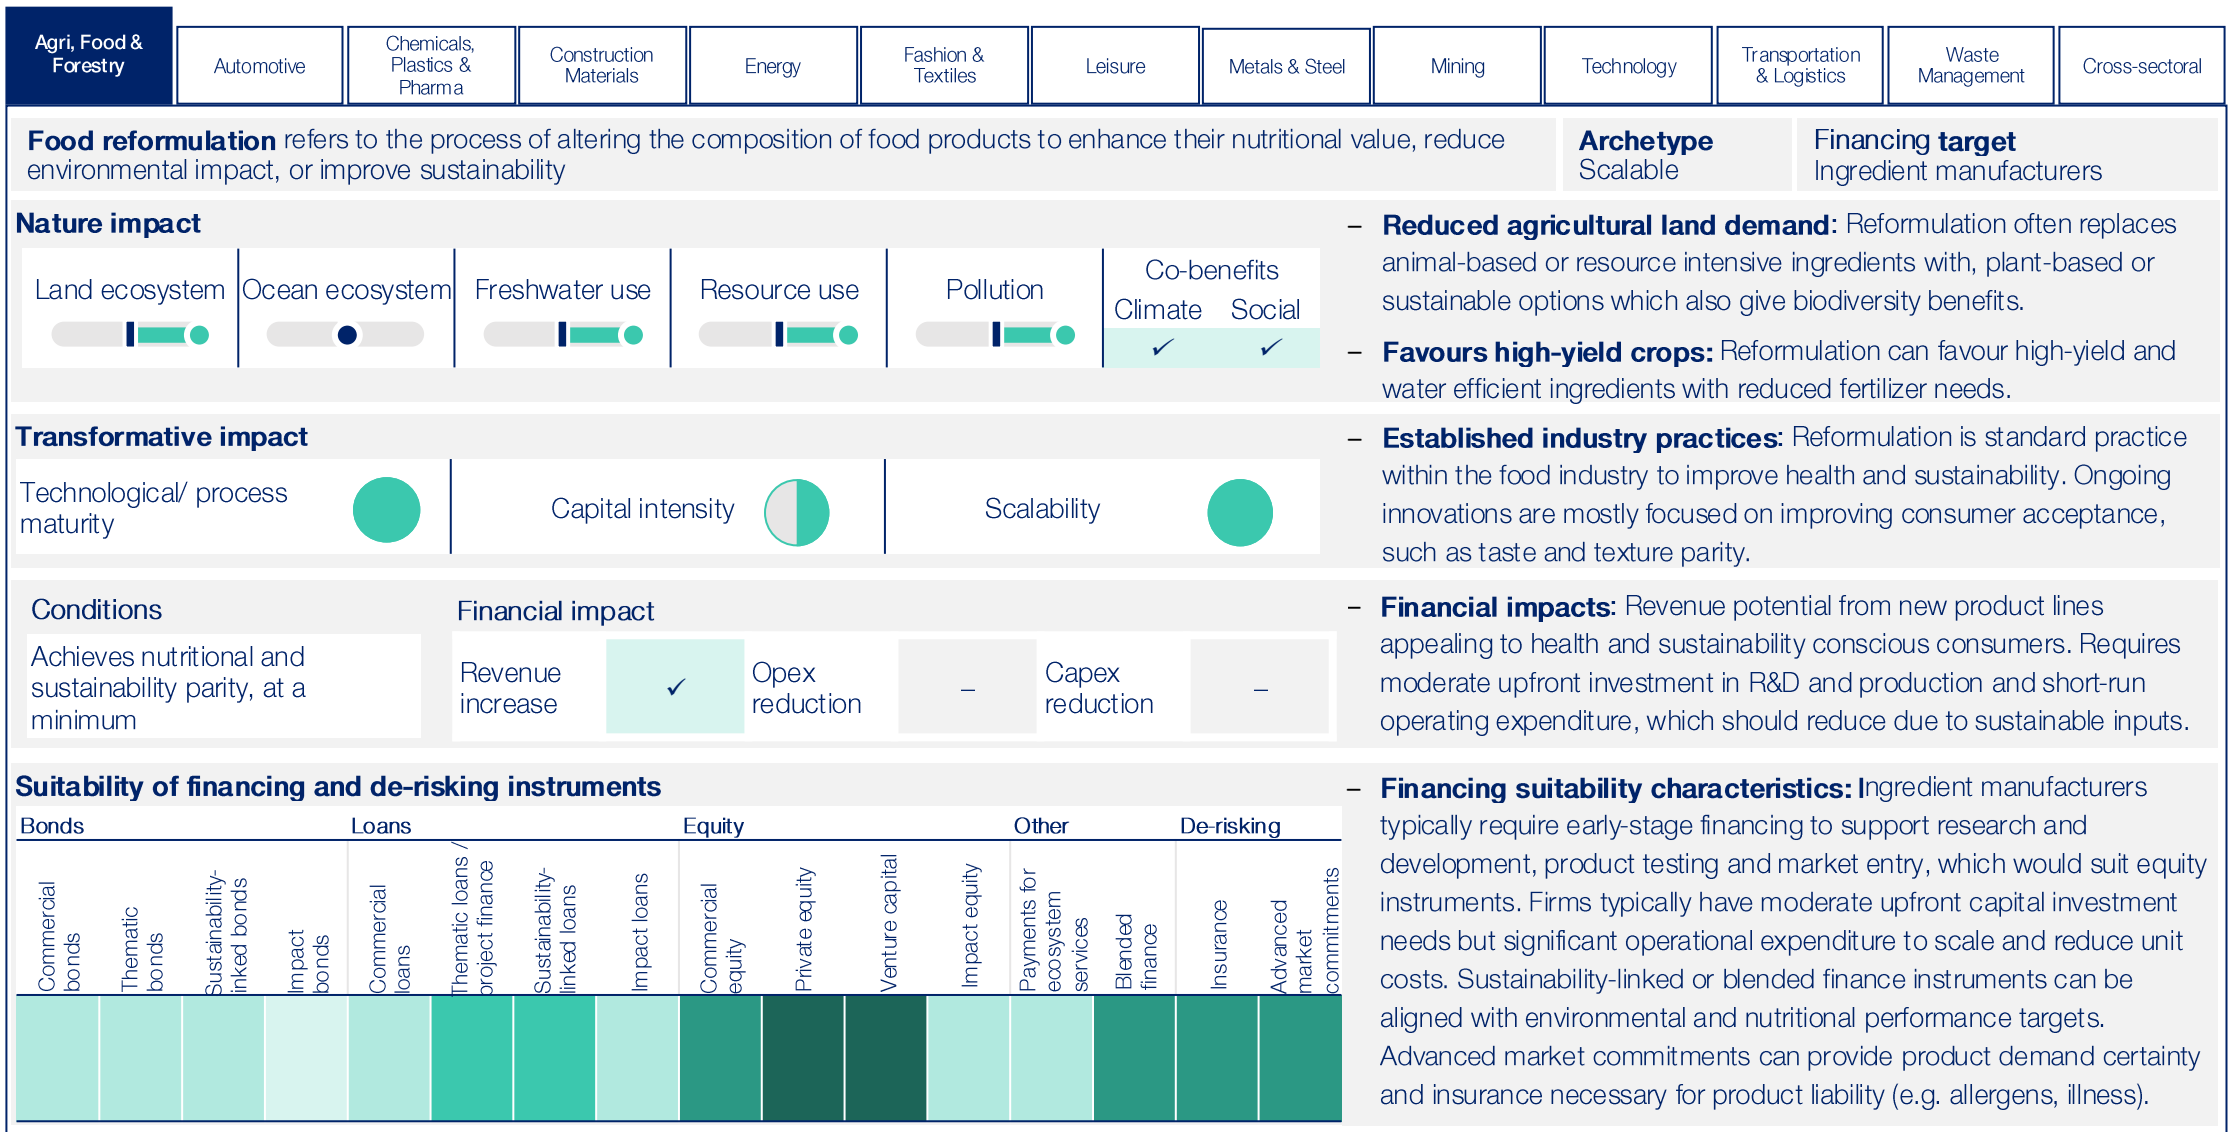 Agri, Food &
Forestry
Automotive
Chemicals,
Plastics &
Pharma
Construction
Materials
Energy
Fashion &
Textiles
Leisure
Metals & Steel
Mining
Technology
Transportation
& Logistics
Waste
Management
Cross-sectoral
Food reformulation refers to the process of altering the composition of food products to enhance their nutritional value, reduce
environmental impact, or improve sustainability
Archetype
Scalable
Financing target
Ingredient manufacturers
Nature impact
Land ecosystem
Ocean ecosystem
Freshwater use
Resource use
Pollution
Co-benefits
Climate Social
✓ ✓
– Reduced agricultural land demand: Reformulation often replaces
animal-based or resource intensive ingredients with, plant-based or
sustainable options which also give biodiversity benefits.
– Favours high-yield crops: Reformulation can favour high-yield and
water efficient ingredients with reduced fertilizer needs.
Transformative impact
Technological/ process
maturity
Capital intensity
Scalability
– Established industry practices: Reformulation is standard practice
within the food industry to improve health and sustainability. Ongoing
innovations are mostly focused on improving consumer acceptance,
such as taste and texture parity.
Conditions
Achieves nutritional and
sustainability parity, at a
minimum
Financial impact
Revenue
increase
✓
Opex
reduction
–
Capex
reduction
–
– Financial impacts: Revenue potential from new product lines
appealing to health and sustainability conscious consumers. Requires
moderate upfront investment in R&D and production and short-run
operating expenditure, which should reduce due to sustainable inputs.
Suitability of financing and de-risking instruments
Bonds
Loans
Equity
Other
De-risking
Commercial
bonds
Thematic
bonds
Sustainability-
linked bonds
Impact
bonds
Commercial
loans
Thematic loans /
project finance
Sustainability-
linked loans
Impact loans
Commercial
equity
Private equity
Venture capital
Impact equity
Payments for
ecosystem
services
Blended
finance
Insurance
Advanced
market
commitments
– Financing suitability characteristics: Ingredient manufacturers
typically require early-stage financing to support research and
development, product testing and market entry, which would suit equity
instruments. Firms typically have moderate upfront capital investment
needs but significant operational expenditure to scale and reduce unit
costs. Sustainability-linked or blended finance instruments can be
aligned with environmental and nutritional performance targets.
Advanced market commitments can provide product demand certainty
and insurance necessary for product liability (e.g. allergens, illness).